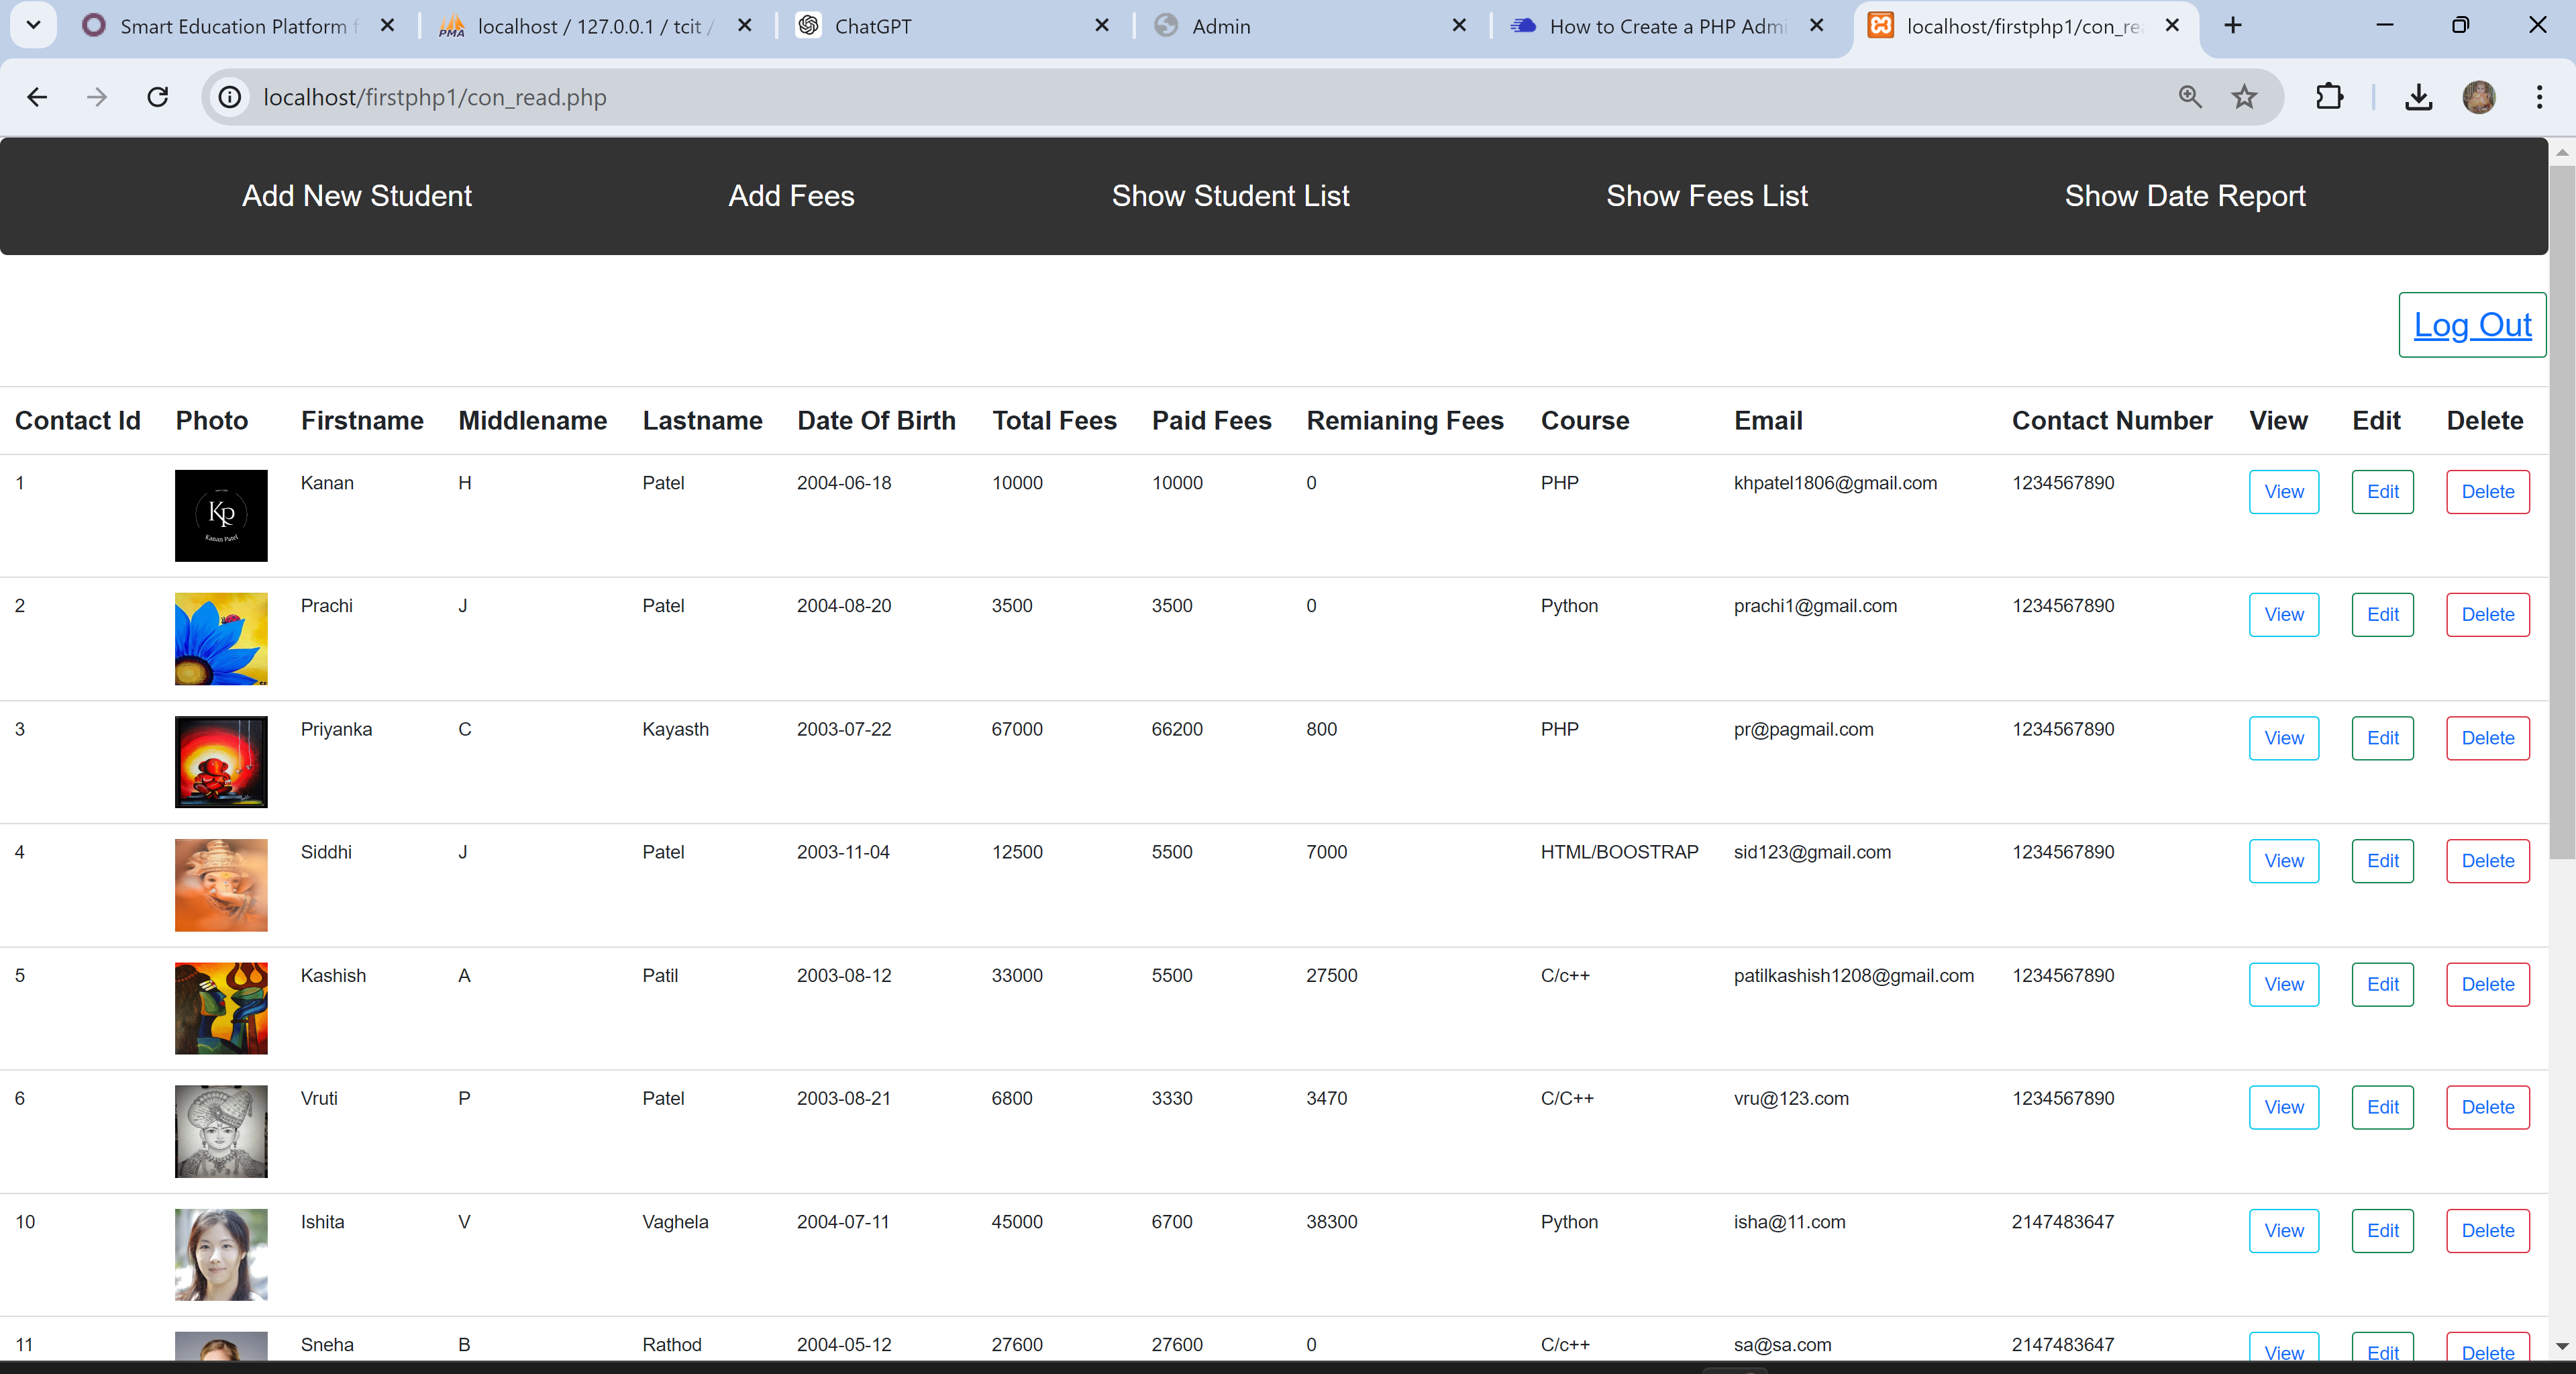 Smart Education Platform f
PMA localhost / 127.0.0.1 / tcit /
ChatGPT
Admin
How to Create a PHP Admi
localhost/firstphp1/con_re
localhost/firstphp1/con_read.php
Add New Student Add Fees Show Student List Show Fees List Show Date Report
Log Out
Contact Id Photo Firstname Middlename Lastname Date Of Birth Total Fees Paid Fees Remianing Fees Course Email Contact Number View Edit Delete
1 Kp Kanan Patel Kanan H Patel 2004-06-18 10000 10000 0 PHP khpatel1806@gmail.com 1234567890 View Edit Delete
2 Prachi J Patel 2004-08-20 3500 3500 0 Python prachi1@gmail.com 1234567890 View Edit Delete
3 Priyanka C Kayasth 2003-07-22 67000 66200 800 PHP pr@pagmail.com 1234567890 View Edit Delete
4 Siddhi J Patel 2003-11-04 12500 5500 7000 HTML/BOOSTRAP sid123@gmail.com 1234567890 View Edit Delete
5 Kashish A Patil 2003-08-12 33000 5500 27500 C/c++ patilkashish1208@gmail.com 1234567890 View Edit Delete
6 Vruti P Patel 2003-08-21 6800 3330 3470 C/C++ vru@123.com 1234567890 View Edit Delete
10 Ishita V Vaghela 2004-07-11 45000 6700 38300 Python isha@11.com 2147483647 View Edit Delete
11 Sneha B Rathod 2004-05-12 27600 27600 0 C/c++ sa@sa.com 2147483647 View Edit Delete